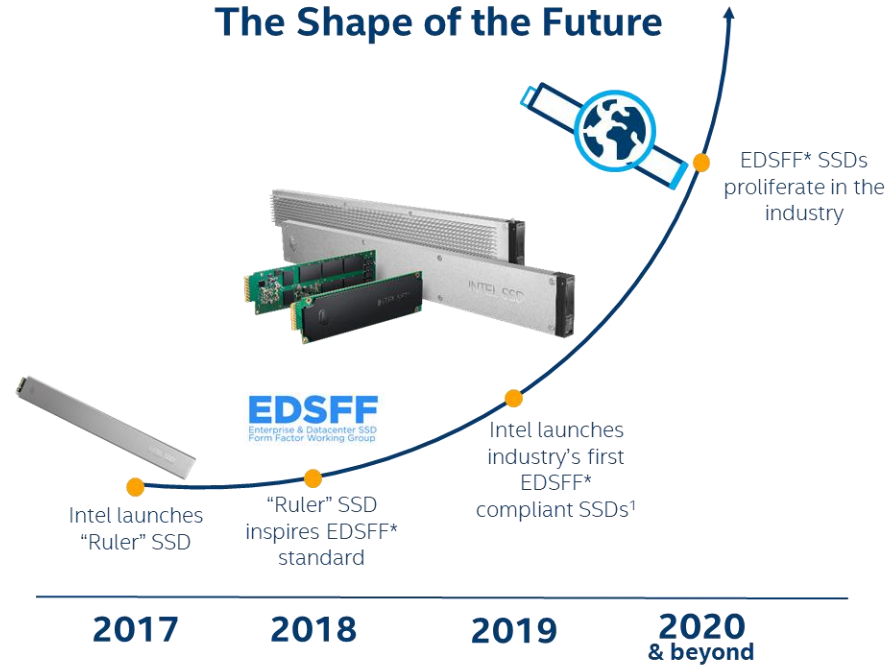 The Shape of the Future
EDSFF* SSDs
proliferate in the
industry
INTEL SSD
EDSFF
Enterprise & Datacenter SSD
Form Factor Working Group
Intel launches
industry's first
EDSFF*
compliant SSDs¹
"Ruler" SSD
inspires EDSFF*
standard
Intel launches
"Ruler" SSD
2017
2018
2019
2020
& beyond